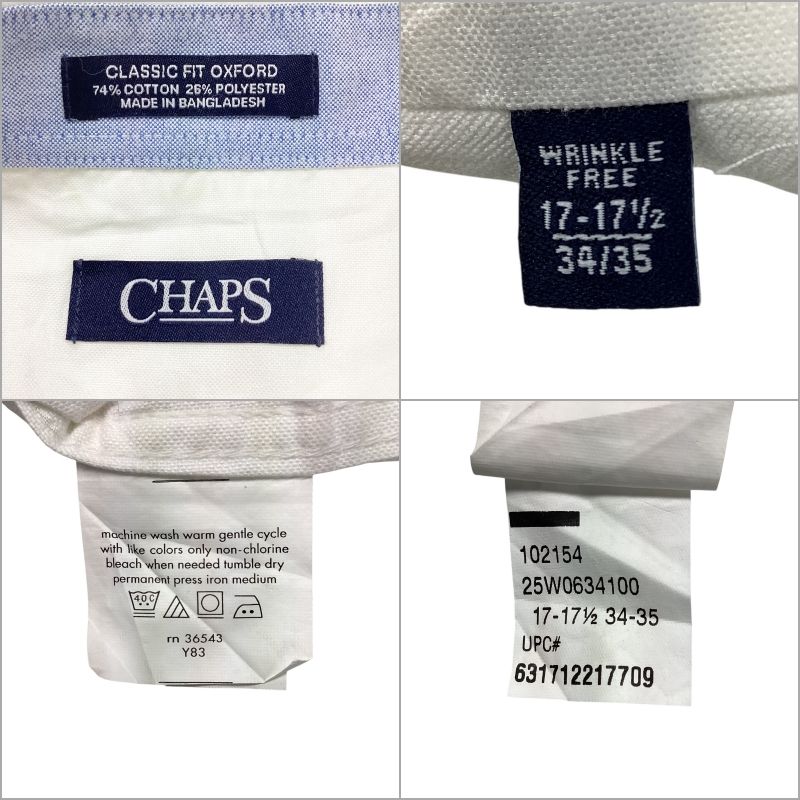 CLASSIC FIT OXFORD
74% COTTON 26% POLYESTER
MADE IN BANGLADESH
CHAPS
WRINKLE
FREE
17-17½
34/35
machine wash warm gentle cycle
with like colors only non-chlorine
bleach when needed tumble dry
permanent press iron medium
40C
rn 36543
Y83
102154
25W0634100
17-17½ 34-35
UPC#
631712217709